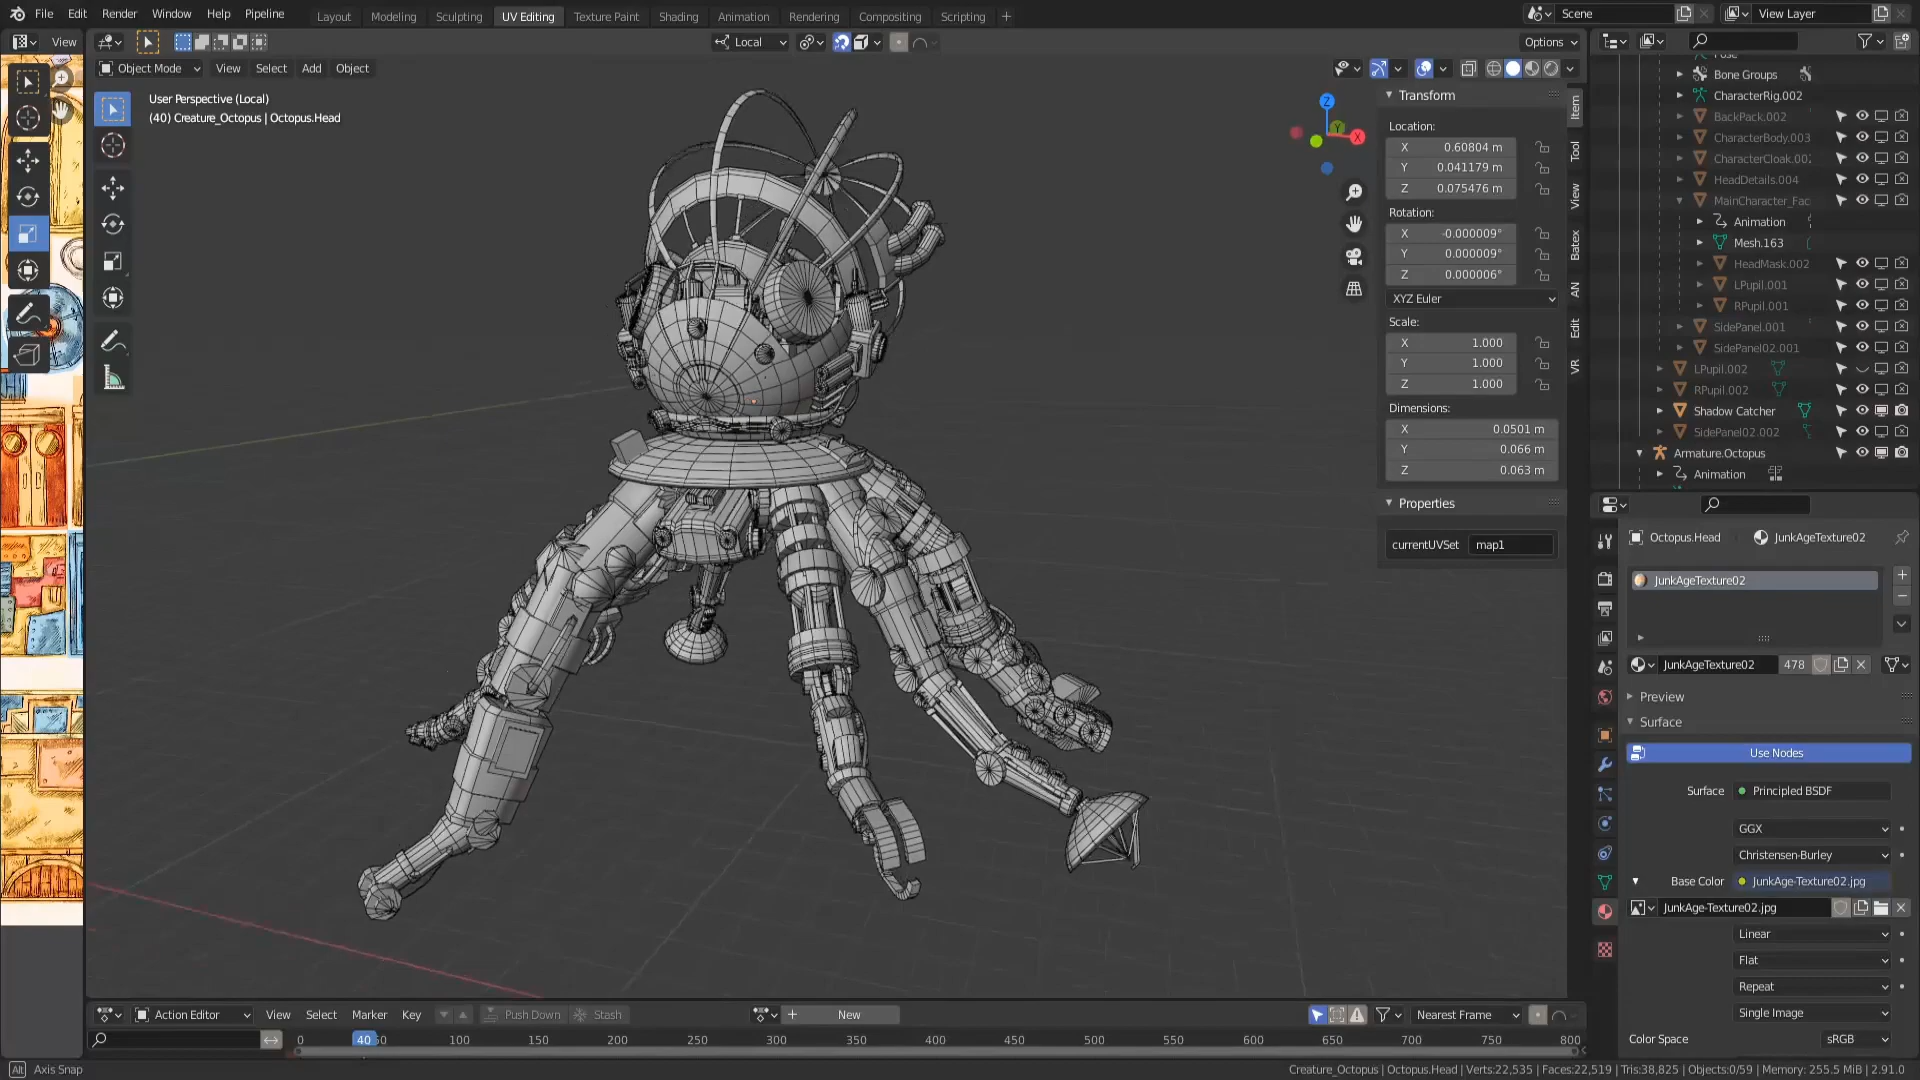 File Edit Render Window Help Pipeline Layout Modeling Sculpting UV Editing Texture Paint Shading Animation Rendering Compositing Scripting + Scene View Layer
View Local Options
Object Mode View Select Add Object
User Perspective (Local)
(40) Creature_Octopus | Octopus.Head
Z
Y
X
Transform
Location:
X 0.60804 m
Y 0.041179 m
Z 0.075476 m
Rotation:
X -0.000009°
Y 0.000009°
Z 0.000006°
XYZ Euler
Scale:
X 1.000
Y 1.000
Z 1.000
Dimensions:
X 0.0501 m
Y 0.066 m
Z 0.063 m
Properties
currentUVSet map1
Item
Tool
View
Batex
AN
Edit
VR
Bone Groups
CharacterRig.002
BackPack.002
CharacterBody.003
CharacterCloak.002
HeadDetails.004
MainCharacter_Fac
Animation
Mesh.163
HeadMask.002
LPupil.001
RPupil.001
SidePanel.001
SidePanel02.001
LPupil.002
RPupil.002
Shadow Catcher
SidePanel02.002
Armature.Octopus
Animation
Octopus.Head JunkAgeTexture02
JunkAgeTexture02
JunkAgeTexture02 478
Preview
Surface
Use Nodes
Surface Principled BSDF
GGX
Christensen-Burley
Base Color JunkAge-Texture02.jpg
JunkAge-Texture02.jpg
Linear
Flat
Repeat
Single Image
Color Space sRGB
Action Editor View Select Marker Key Push Down Stash + New Nearest Frame
0 40 50 100 150 200 250 300 350 400 450 500 550 600 650 700 750 800
Alt Axis Snap
Creature_Octopus | Octopus.Head | Verts:22,535 | Faces:22,519 | Tris:38,825 | Objects:0/59 | Memory: 255.5 MiB | 2.91.0